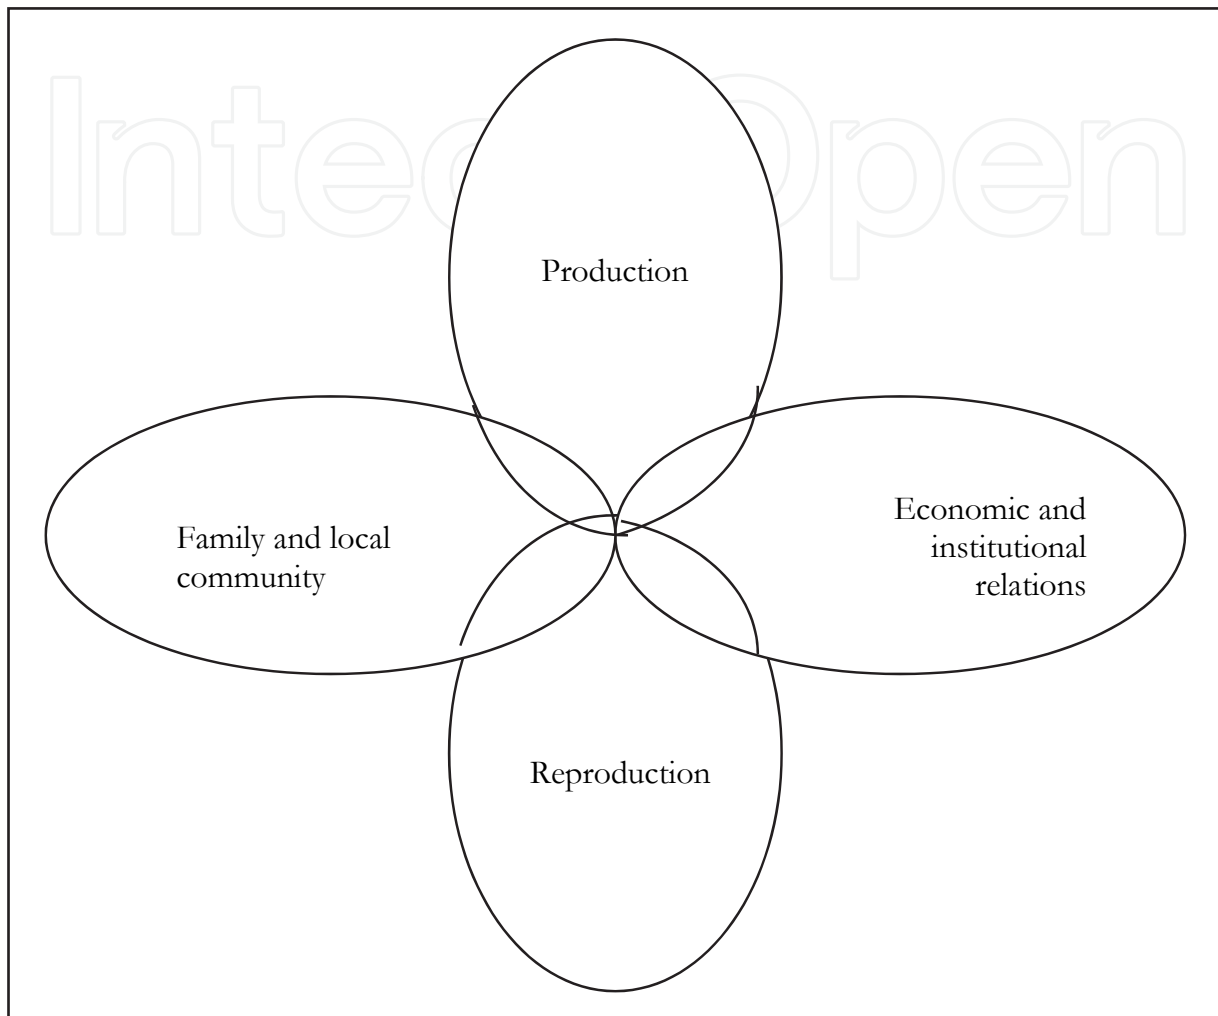 IntechOpen
Production
Family and local
community
Economic and
institutional
relations
Reproduction